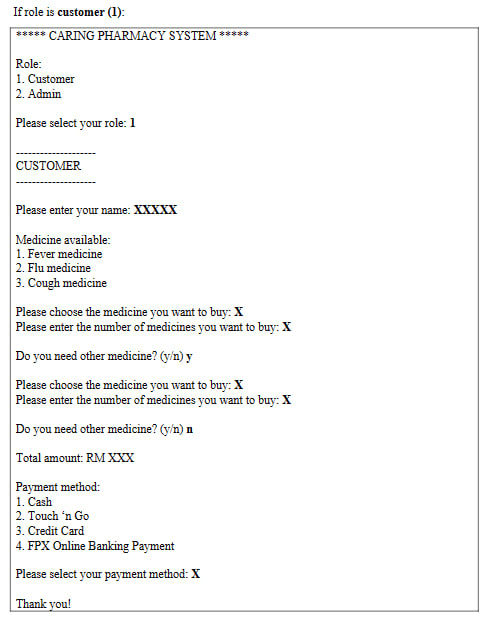 If role is customer (1):
***** CARING PHARMACY SYSTEM *****
Role:
1. Customer
2. Admin
Please select your role: 1
--------------------
CUSTOMER
--------------------
Please enter your name: XXXXX
Medicine available:
1. Fever medicine
2. Flu medicine
3. Cough medicine
Please choose the medicine you want to buy: X
Please enter the number of medicines you want to buy: X
Do you need other medicine? (y/n) y
Please choose the medicine you want to buy: X
Please enter the number of medicines you want to buy: X
Do you need other medicine? (y/n) n
Total amount: RM XXX
Payment method:
1. Cash
2. Touch ‘n Go
3. Credit Card
4. FPX Online Banking Payment
Please select your payment method: X
Thank you!